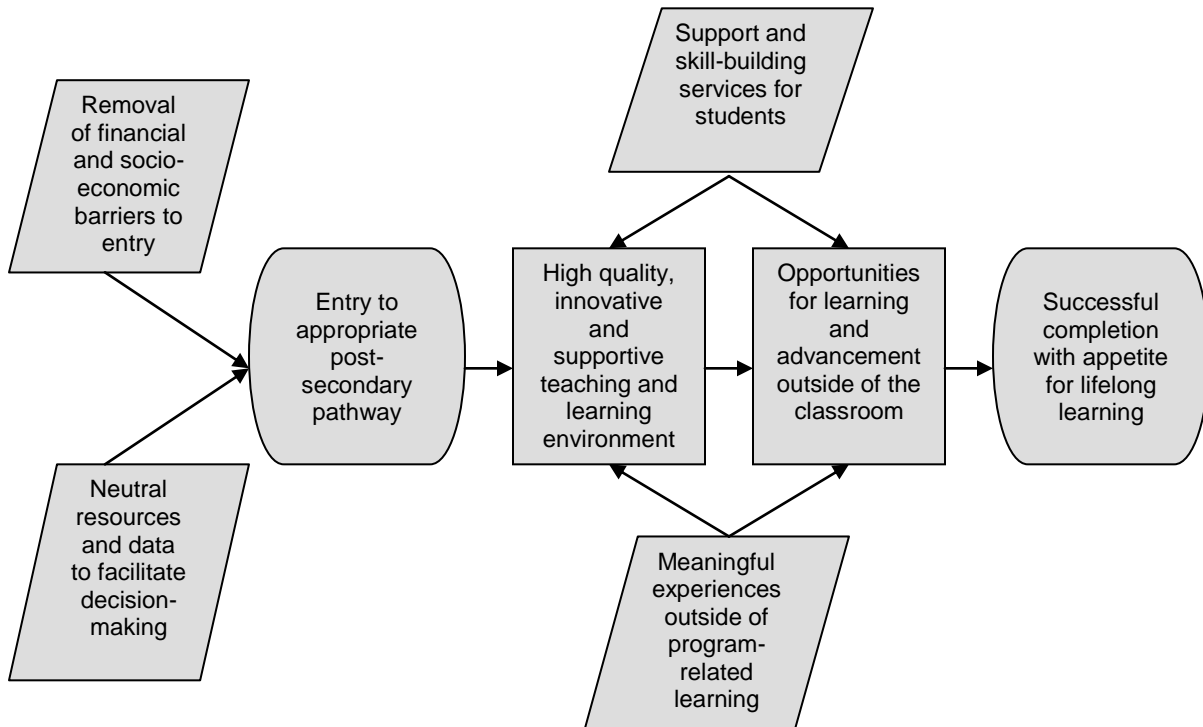 Support and
skill-building
services for
students
Removal
of financial
and socio-
economic
barriers to
entry
Entry to
appropriate
post-
secondary
pathway
High quality,
innovative
and
supportive
teaching and
learning
environment
Opportunities
for learning
and
advancement
outside of the
classroom
Successful
completion
with appetite
for lifelong
learning
Neutral
resources
and data
to facilitate
decision-
making
Meaningful
experiences
outside of
program-
related
learning